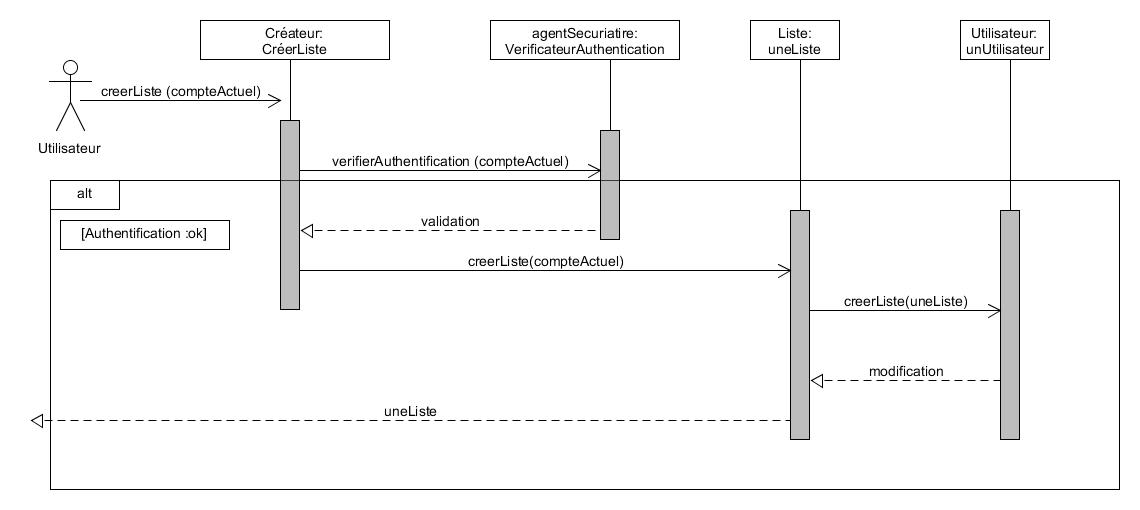 Créateur:
CréerListe
agentSecuriatire:
VerificateurAuthentication
Liste:
uneListe
Utilisateur:
unUtilisateur
creerListe (compteActuel)
Utilisateur
verifierAuthentification (compteActuel)
alt
[Authentification :ok]
validation
creerListe(compteActuel)
creerListe(uneListe)
modification
uneListe